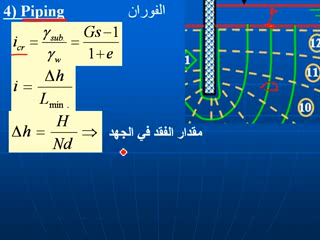 4) Piping الفوران
i_cr = γ_sub. / γ_w = Gs − 1 / 1 + e
i = Δh / L_min .
Δh = H / Nd ⇒ مقدار الفقد في الجهد
1
12
11
10